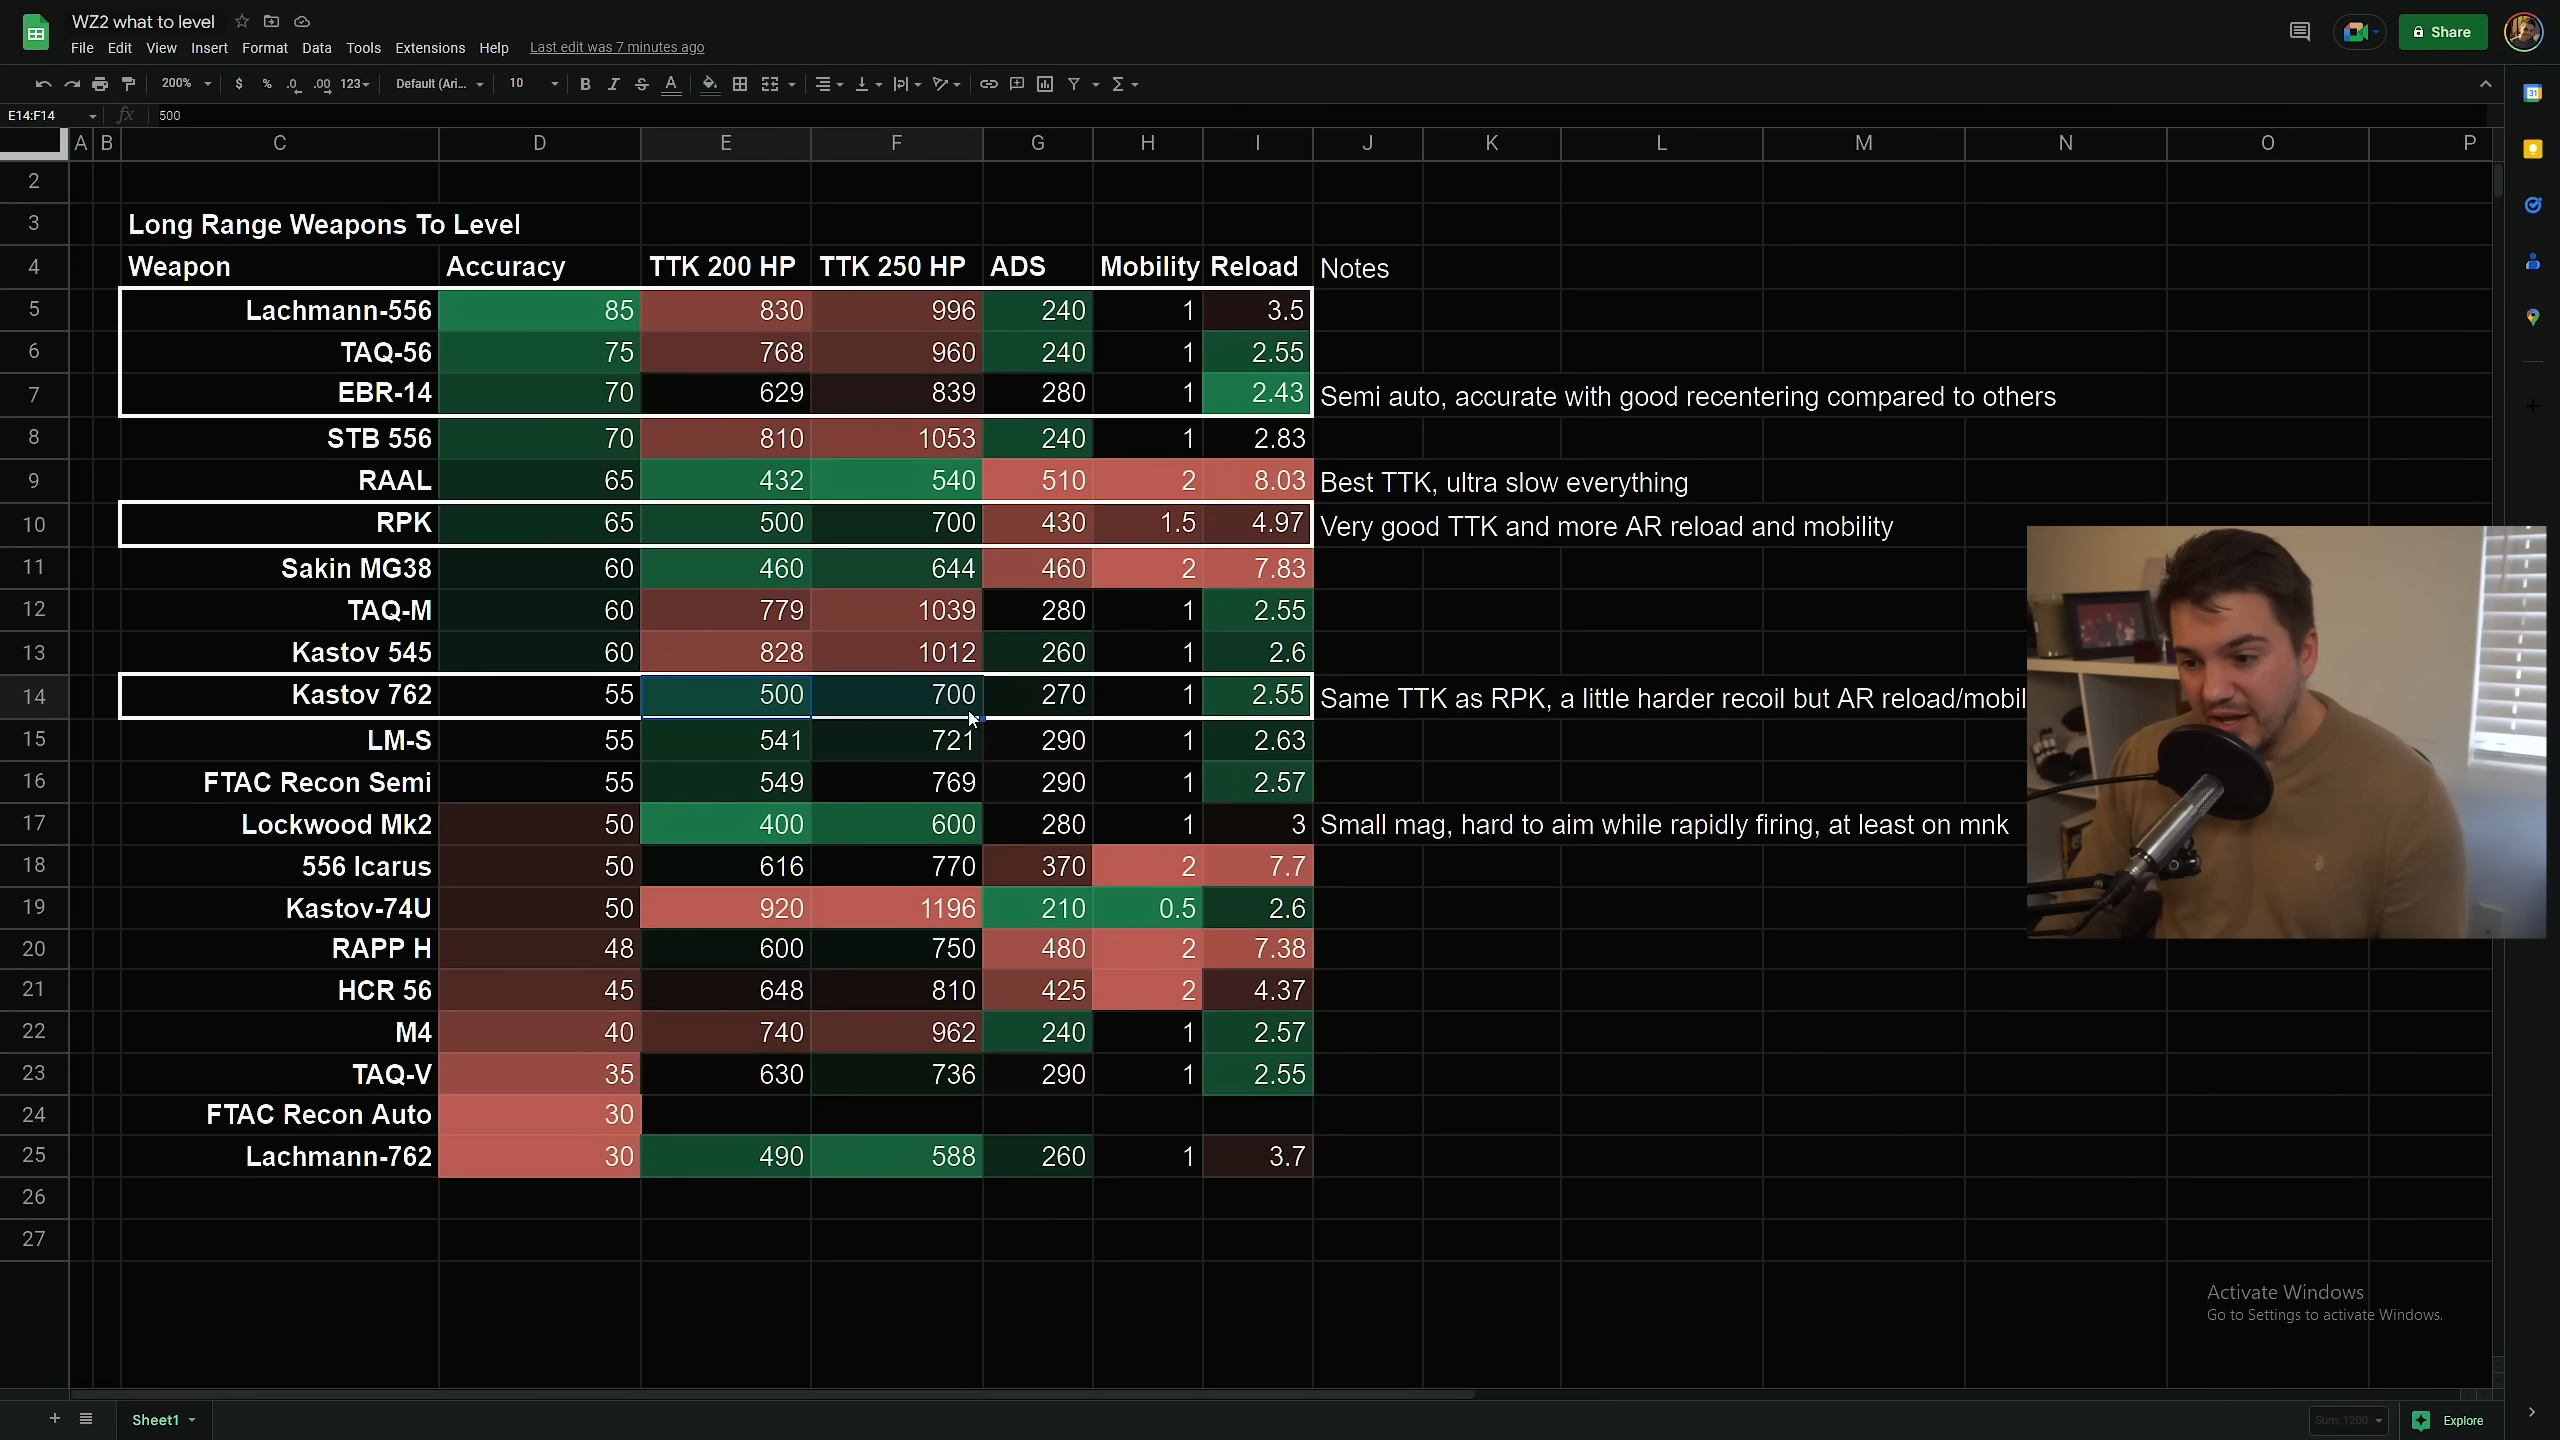 WZ2 what to level
File Edit View Insert Format Data Tools Extensions Help Last edit was 7 minutes ago
Share
200% $ % .0 .00 123 Default (Ari... 10 B I S A
E14:F14 fx 500
A B C D E F G H I J K L M N O P
2
3 Long Range Weapons To Level
4 Weapon Accuracy TTK 200 HP TTK 250 HP ADS Mobility Reload Notes
5 Lachmann-556 85 830 996 240 1 3.5
6 TAQ-56 75 768 960 240 1 2.55
7 EBR-14 70 629 839 280 1 2.43 Semi auto, accurate with good recentering compared to others
8 STB 556 70 810 1053 240 1 2.83
9 RAAL 65 432 540 510 2 8.03 Best TTK, ultra slow everything
10 RPK 65 500 700 430 1.5 4.97 Very good TTK and more AR reload and mobility
11 Sakin MG38 60 460 644 460 2 7.83
12 TAQ-M 60 779 1039 280 1 2.55
13 Kastov 545 60 828 1012 260 1 2.6
14 Kastov 762 55 500 700 270 1 2.55 Same TTK as RPK, a little harder recoil but AR reload/mobil
15 LM-S 55 541 721 290 1 2.63
16 FTAC Recon Semi 55 549 769 290 1 2.57
17 Lockwood Mk2 50 400 600 280 1 3 Small mag, hard to aim while rapidly firing, at least on mnk
18 556 Icarus 50 616 770 370 2 7.7
19 Kastov-74U 50 920 1196 210 0.5 2.6
20 RAPP H 48 600 750 480 2 7.38
21 HCR 56 45 648 810 425 2 4.37
22 M4 40 740 962 240 1 2.57
23 TAQ-V 35 630 736 290 1 2.55
24 FTAC Recon Auto 30
25 Lachmann-762 30 490 588 260 1 3.7
26
27
Activate Windows
Go to Settings to activate Windows.
Sheet1 Sum: 1200 Explore